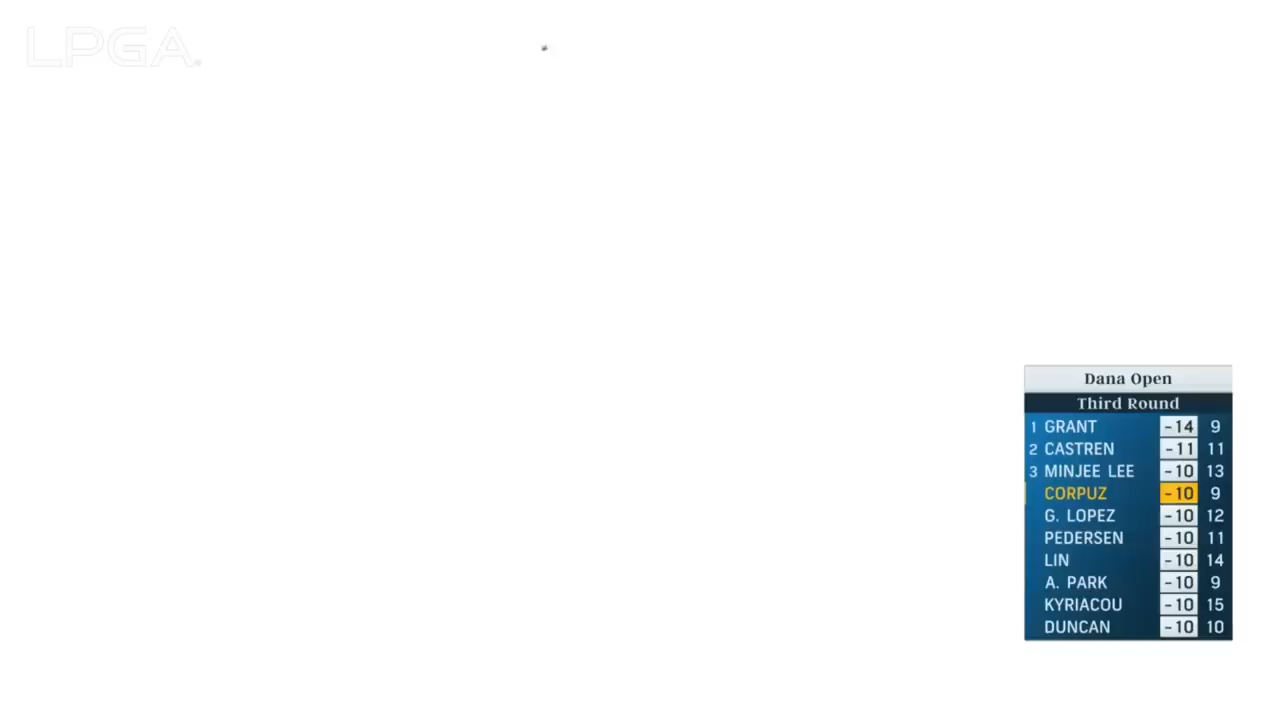 LPGA
Dana Open
Third Round
1 GRANT -14 9
2 CASTREN -11 11
3 MINJEE LEE -10 13
CORPUZ -10 9
G. LOPEZ -10 12
PEDERSEN -10 11
LIN -10 14
A. PARK -10 9
KYRIACOU -10 15
DUNCAN -10 10